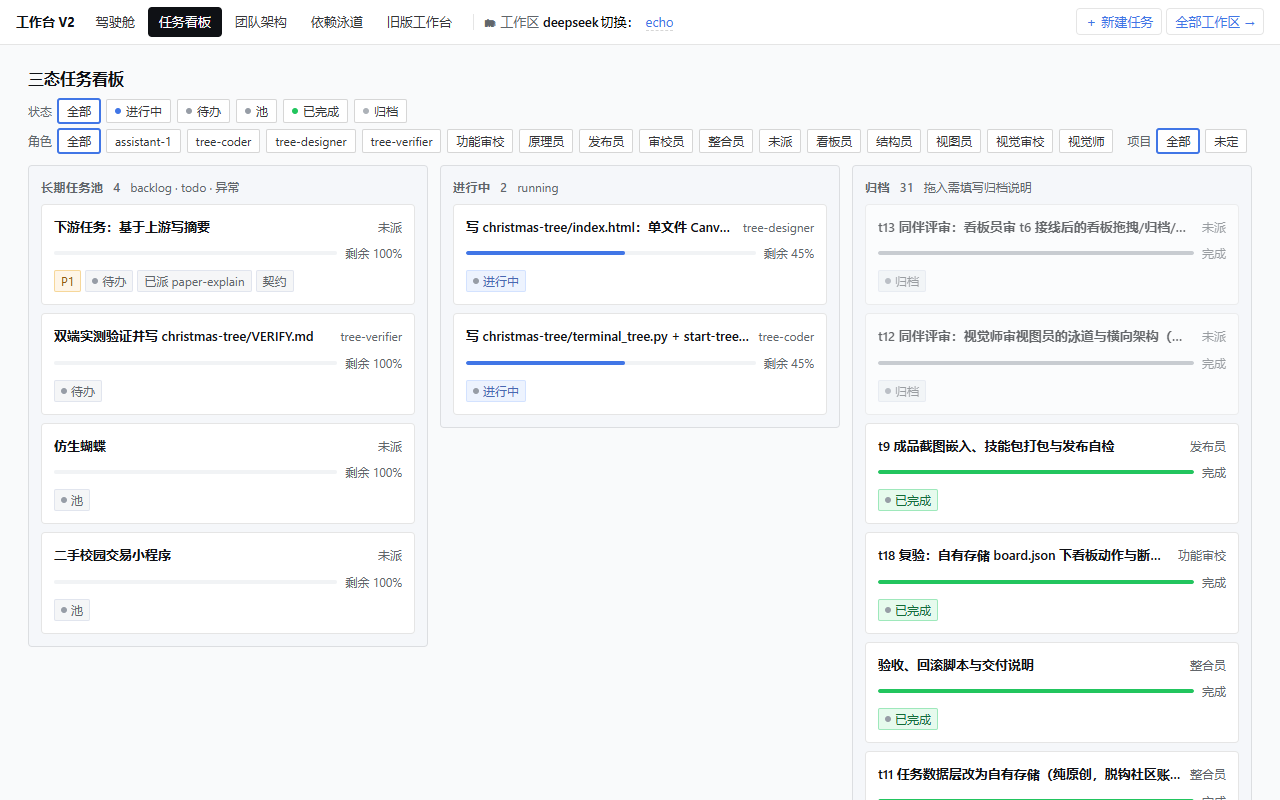 工作台 V2 驾驶舱 任务看板 团队架构 依赖泳道 旧版工作台 工作区 deepseek 切换： echo + 新建任务 全部工作区 →
三态任务看板
状态 全部 进行中 待办 池 已完成 归档
角色 全部 assistant-1 tree-coder tree-designer tree-verifier 功能审校 原理员 发布员 审校员 整合员 未派 看板员 结构员 视图员 视觉审校 视觉师 项目 全部 未定
长期任务池 4 backlog · todo · 异常
下游任务：基于上游写摘要 未派
剩余 100%
P1 待办 已派 paper-explain 契约
双端实测验证并写 christmas-tree/VERIFY.md tree-verifier
剩余 100%
待办
仿生蝴蝶 未派
剩余 100%
池
二手校园交易小程序 未派
剩余 100%
池
进行中 2 running
写 christmas-tree/index.html：单文件 Canv... tree-designer
剩余 45%
进行中
写 christmas-tree/terminal_tree.py + start-tree... tree-coder
剩余 45%
进行中
归档 31 拖入需填写归档说明
t13 同伴评审：看板员审 t6 接线后的看板拖拽/归档/... 未派
完成
归档
t12 同伴评审：视觉师审视图员的泳道与横向架构（... 未派
完成
归档
t9 成品截图嵌入、技能包打包与发布自检 发布员
完成
已完成
t18 复验：自有存储 board.json 下看板动作与断... 功能审校
完成
已完成
验收、回滚脚本与交付说明 整合员
完成
已完成
t11 任务数据层改为自有存储（纯原创，脱钩社区账... 整合员